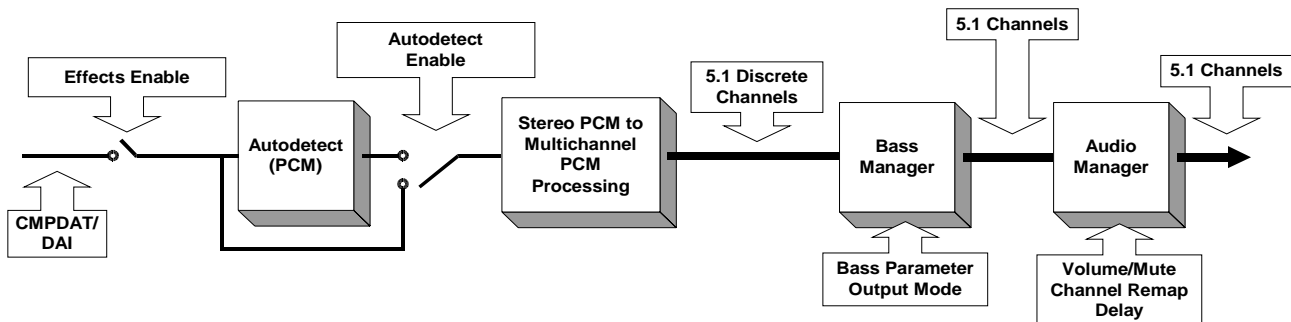 Effects Enable
Autodetect
Enable
5.1 Channels
5.1 Discrete
Channels
5.1 Channels
Autodetect
(PCM)
Stereo PCM to
Multichannel
PCM
Processing
Bass
Manager
Audio
Manager
CMPDAT/
DAI
Bass Parameter
Output Mode
Volume/Mute
Channel Remap
Delay